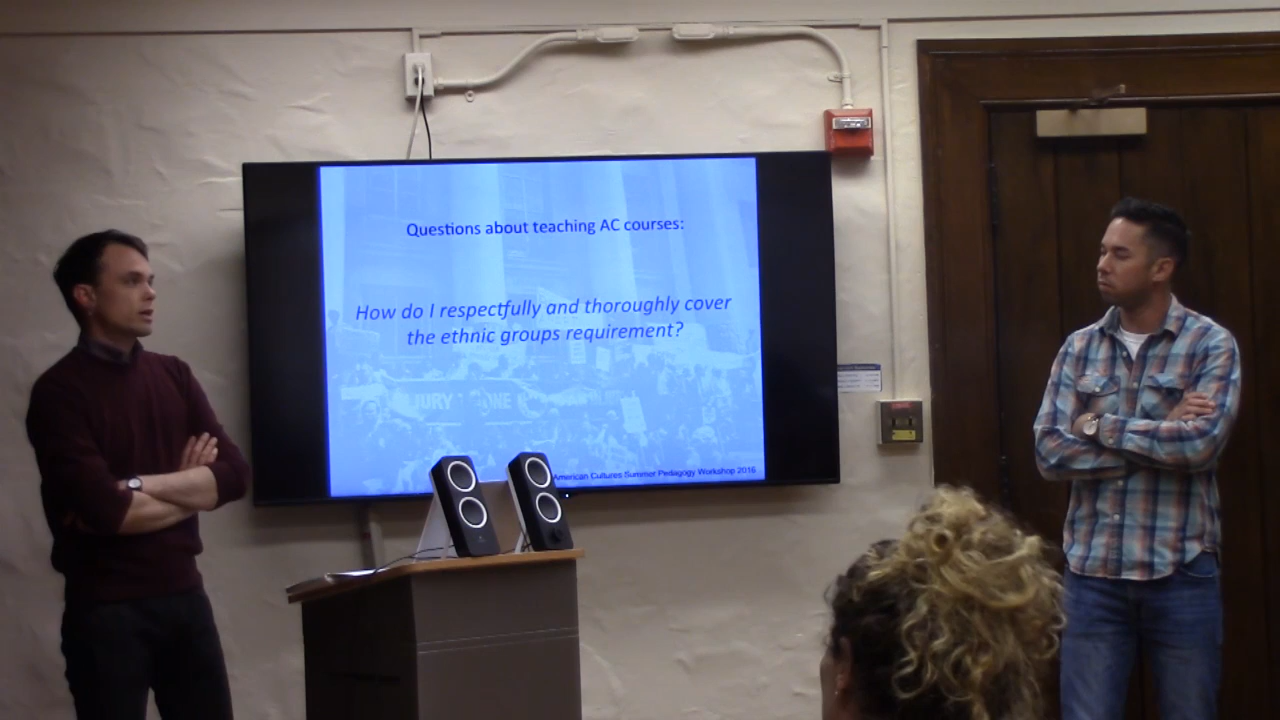 Questions about teaching AC courses:
How do I respectfully and thoroughly cover
the ethnic groups requirement?
American Cultures Summer Pedagogy Workshop 2016